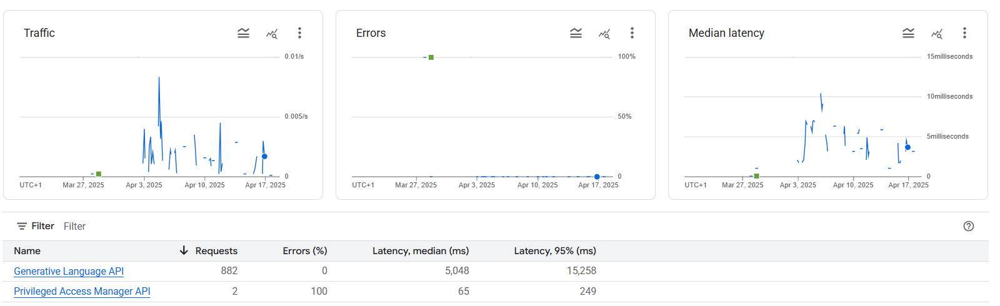 Traffic
0.01/s
0.005/s
0
UTC+1 Mar 27, 2025 Apr 3, 2025 Apr 10, 2025 Apr 17, 2025
Errors
100%
50%
0
UTC+1 Mar 27, 2025 Apr 3, 2025 Apr 10, 2025 Apr 17, 2025
Median latency
15milliseconds
10milliseconds
5milliseconds
0
UTC+1 Mar 27, 2025 Apr 3, 2025 Apr 10, 2025 Apr 17, 2025
Filter Filter
Name Requests Errors (%) Latency, median (ms) Latency, 95% (ms)
Generative Language API 882 0 5,048 15,258
Privileged Access Manager API 2 100 65 249